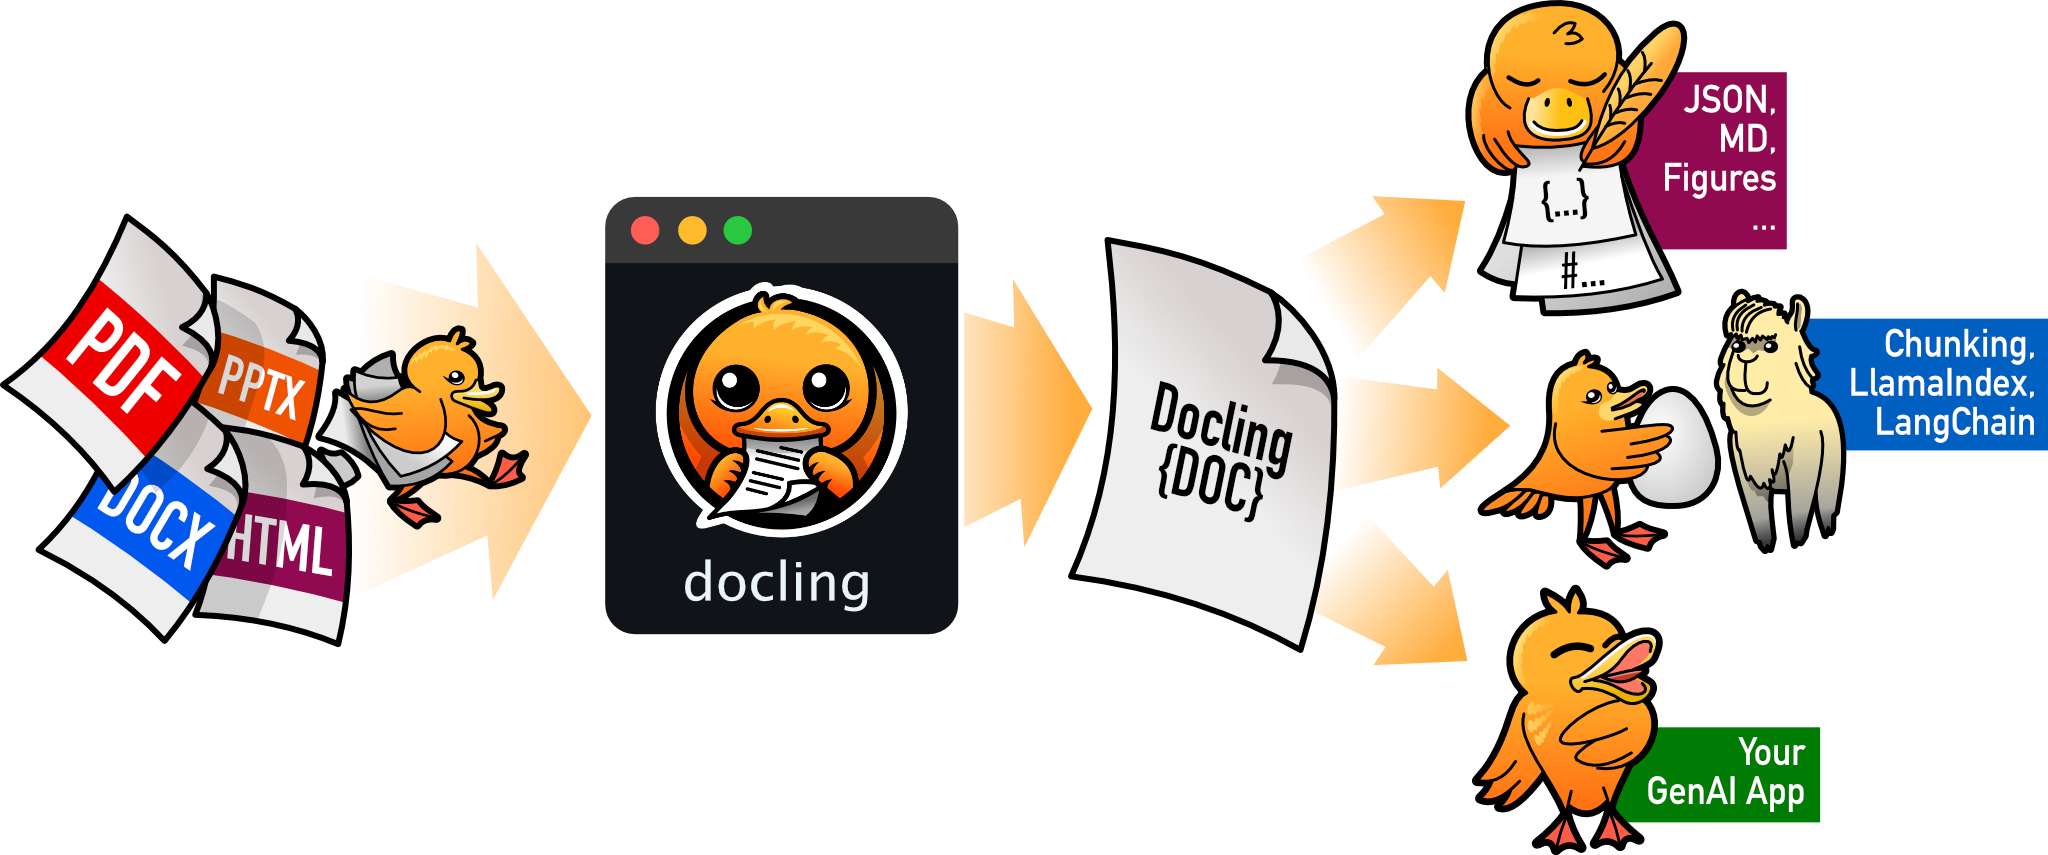 PDF
PPTX
DOCX
HTML
docling
Docling
{DOC}
{...}
#...
JSON,
MD,
Figures
...
Chunking,
LlamaIndex,
LangChain
Your
GenAI App